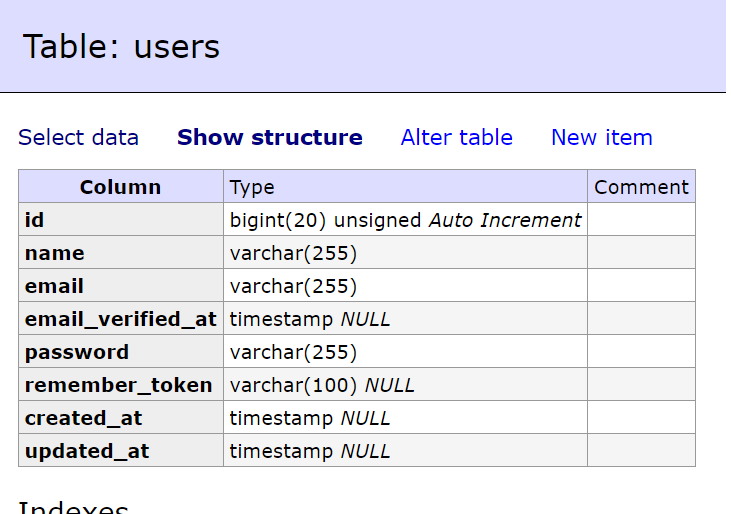 Table: users
Select data Show structure Alter table New item
Column Type Comment
id bigint(20) unsigned Auto Increment
name varchar(255)
email varchar(255)
email_verified_at timestamp NULL
password varchar(255)
remember_token varchar(100) NULL
created_at timestamp NULL
updated_at timestamp NULL
Indexes